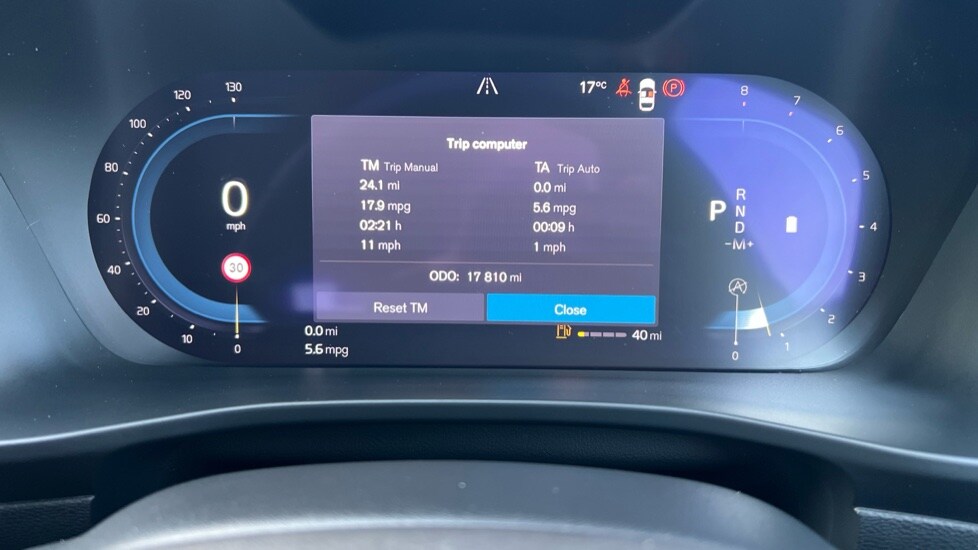 17°C
P
Trip computer
TM Trip Manual
TA Trip Auto
24.1 mi
0.0 mi
17.9 mpg
5.6 mpg
02:21 h
00:09 h
11 mph
1 mph
ODO: 17 810 mi
Reset TM
Close
130
120
100
80
60
40
20
10
0
0
mph
30
8
7
6
5
4
3
2
1
0
P
R
N
D
-M+
A
0.0 mi
5.6 mpg
40 mi